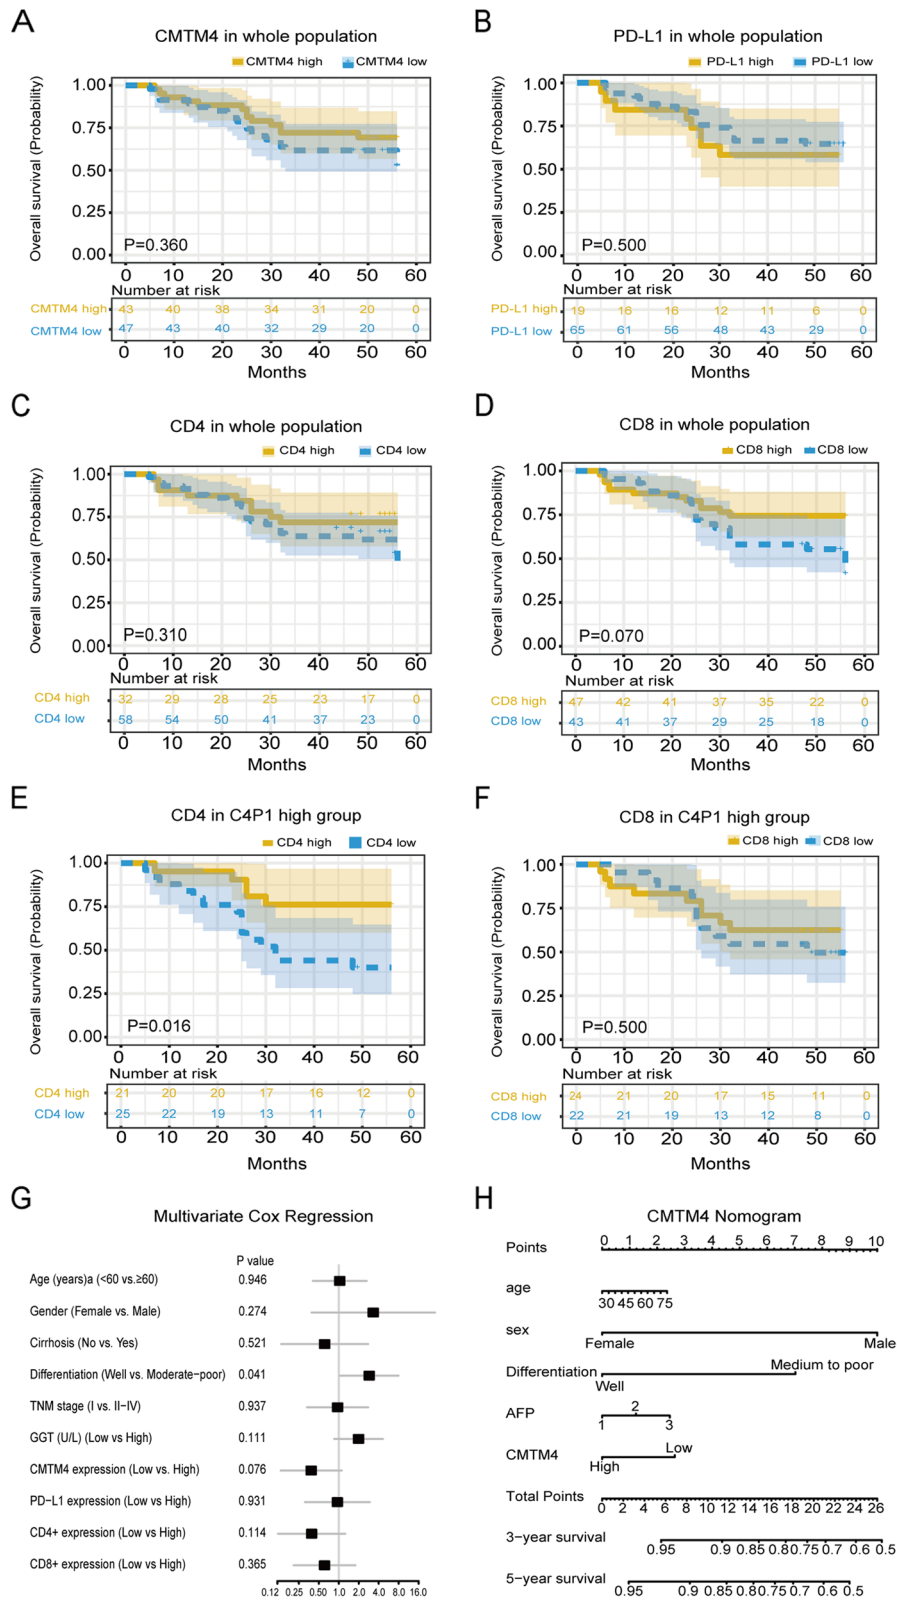 A
CMTM4 in whole population
CMTM4 high CMTM4 low
Overall survival (Probability)
1.00
0.75
0.50
0.25
0.00
P=0.360
0 10 20 30 40 50 60
Number at risk
CMTM4 high 43 40 38 34 31 20 0
CMTM4 low 47 43 40 32 29 20 0
0 10 20 30 40 50 60
Months
B
PD-L1 in whole population
PD-L1 high PD-L1 low
Overall survival (Probability)
1.00
0.75
0.50
0.25
0.00
P=0.500
0 10 20 30 40 50 60
Number at risk
PD-L1 high 19 16 16 12 11 6 0
PD-L1 low 65 61 56 48 43 29 0
0 10 20 30 40 50 60
Months
C
CD4 in whole population
CD4 high CD4 low
Overall survival (Probability)
1.00
0.75
0.50
0.25
0.00
P=0.310
0 10 20 30 40 50 60
Number at risk
CD4 high 32 29 28 25 23 17 0
CD4 low 58 54 50 41 37 23 0
0 10 20 30 40 50 60
Months
D
CD8 in whole population
CD8 high CD8 low
Overall survival (Probability)
1.00
0.75
0.50
0.25
0.00
P=0.070
0 10 20 30 40 50 60
Number at risk
CD8 high 47 42 41 37 35 22 0
CD8 low 43 41 37 29 25 18 0
0 10 20 30 40 50 60
Months
E
CD4 in C4P1 high group
CD4 high CD4 low
Overall survival (Probability)
1.00
0.75
0.50
0.25
0.00
P=0.016
0 10 20 30 40 50 60
Number at risk
CD4 high 21 20 20 17 16 12 0
CD4 low 25 22 19 13 11 7 0
0 10 20 30 40 50 60
Months
F
CD8 in C4P1 high group
CD8 high CD8 low
Overall survival (Probability)
1.00
0.75
0.50
0.25
0.00
P=0.500
0 10 20 30 40 50 60
Number at risk
CD8 high 24 21 20 17 15 11 0
CD8 low 22 21 19 13 12 8 0
0 10 20 30 40 50 60
Months
G
Multivariate Cox Regression
P value
Age (years)a (<60 vs.≥60) 0.946
Gender (Female vs. Male) 0.274
Cirrhosis (No vs. Yes) 0.521
Differentiation (Well vs. Moderate−poor) 0.041
TNM stage (I vs. II−IV) 0.937
GGT (U/L) (Low vs High) 0.111
CMTM4 expression (Low vs. High) 0.076
PD−L1 expression (Low vs High) 0.931
CD4+ expression (Low vs High) 0.114
CD8+ expression (Low vs High) 0.365
0.12 0.25 0.50 1.0 2.0 4.0 8.0 16.0
H
CMTM4 Nomogram
Points 0 1 2 3 4 5 6 7 8 9 10
age
30 45 60 75
sex
Female Male
Differentiation Medium to poor
Well
AFP 2
1 3
CMTM4 Low
High
Total Points 0 2 4 6 8 10 12 14 16 18 20 22 24 26
3−year survival
0.95 0.9 0.85 0.80 0.75 0.7 0.6 0.5
5−year survival
0.95 0.9 0.85 0.80 0.75 0.7 0.6 0.5